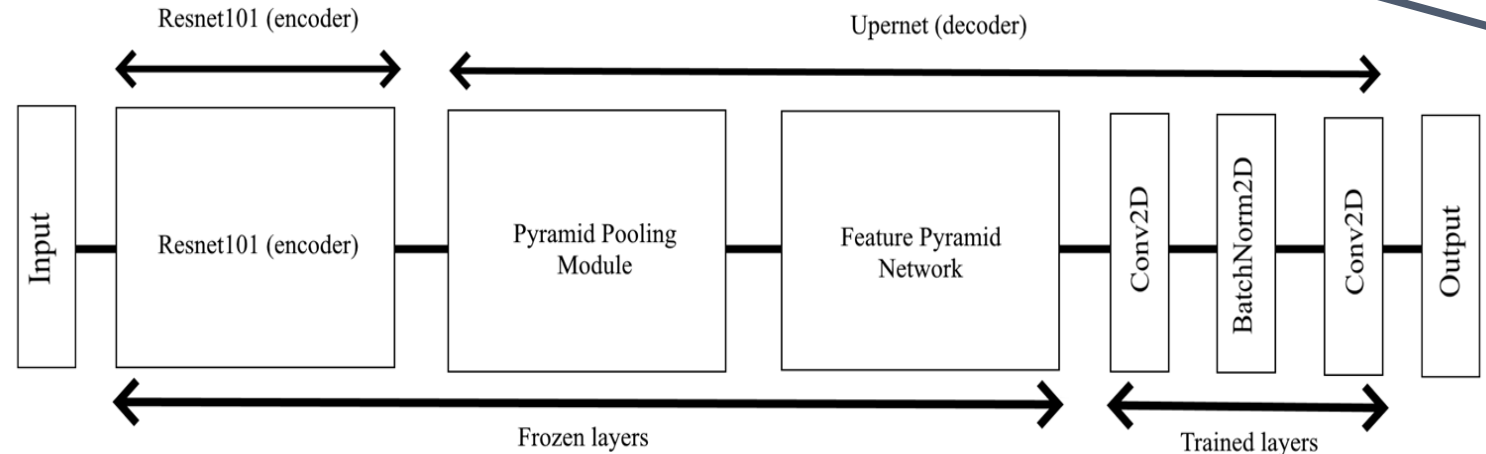 Resnet101 (encoder)
Upernet (decoder)
Input
Resnet101 (encoder)
Pyramid Pooling
Module
Feature Pyramid
Network
Conv2D
BatchNorm2D
Conv2D
Output
Frozen layers
Trained layers